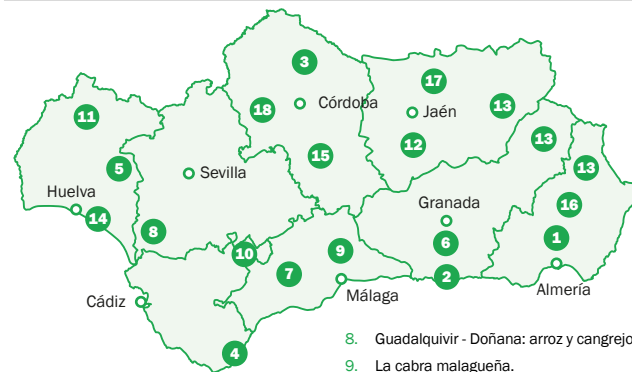 3
17
18
Córdoba
Jaén
13
11
12
13
5
15
13
Sevilla
Huelva
Granada
16
14
8
6
1
10
9
7
2
Málaga
Almería
Cádiz
4
8. Guadalquivir - Doñana: arroz y cangrejo
9. La cabra malagueña.